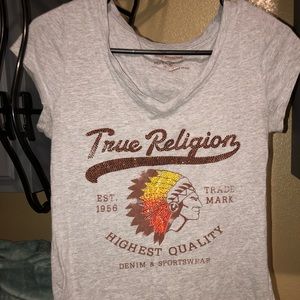 True Religion
EST. TRADE
1956 MARK
HIGHEST QUALITY
DENIM & SPORTSWEAR